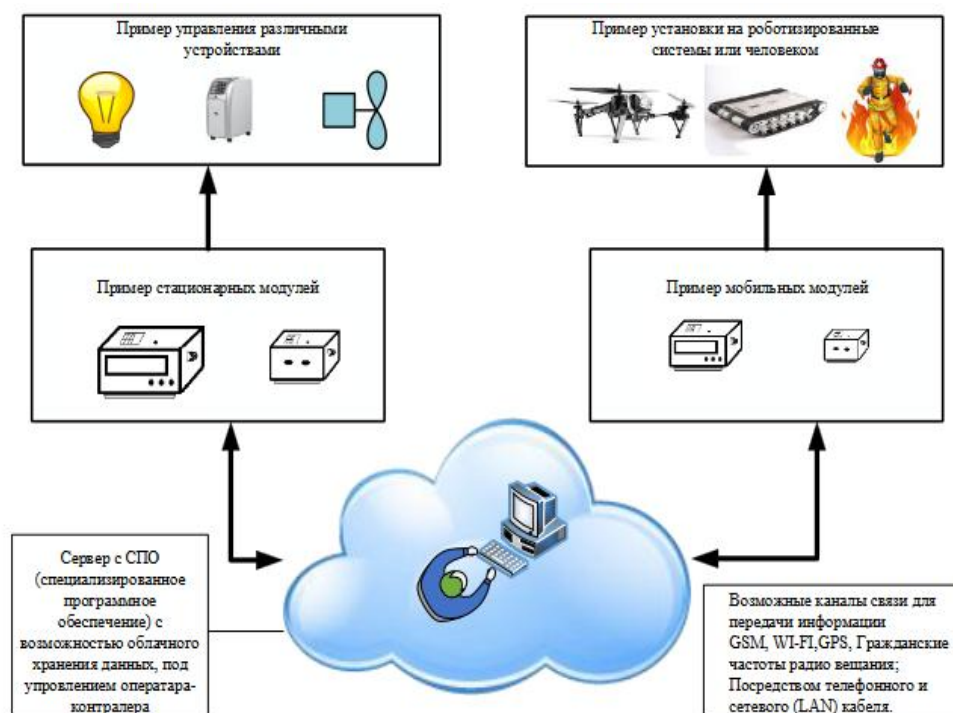 Пример управления различными
устройствами
Пример установки на роботизированные
системы или человеком
Пример стационарных модулей
Пример мобильных модулей
Сервер с СПО
(специализированное
программное
обеспечение) с
возможностью облачного
хранения данных, под
управлением оператара-
контралера
Возможные каналы связи для
передачи информации
GSM, WI-FI,GPS, Гражданские
частоты радио вещания;
Посредством телефонного и
сетевого (LAN) кабеля.